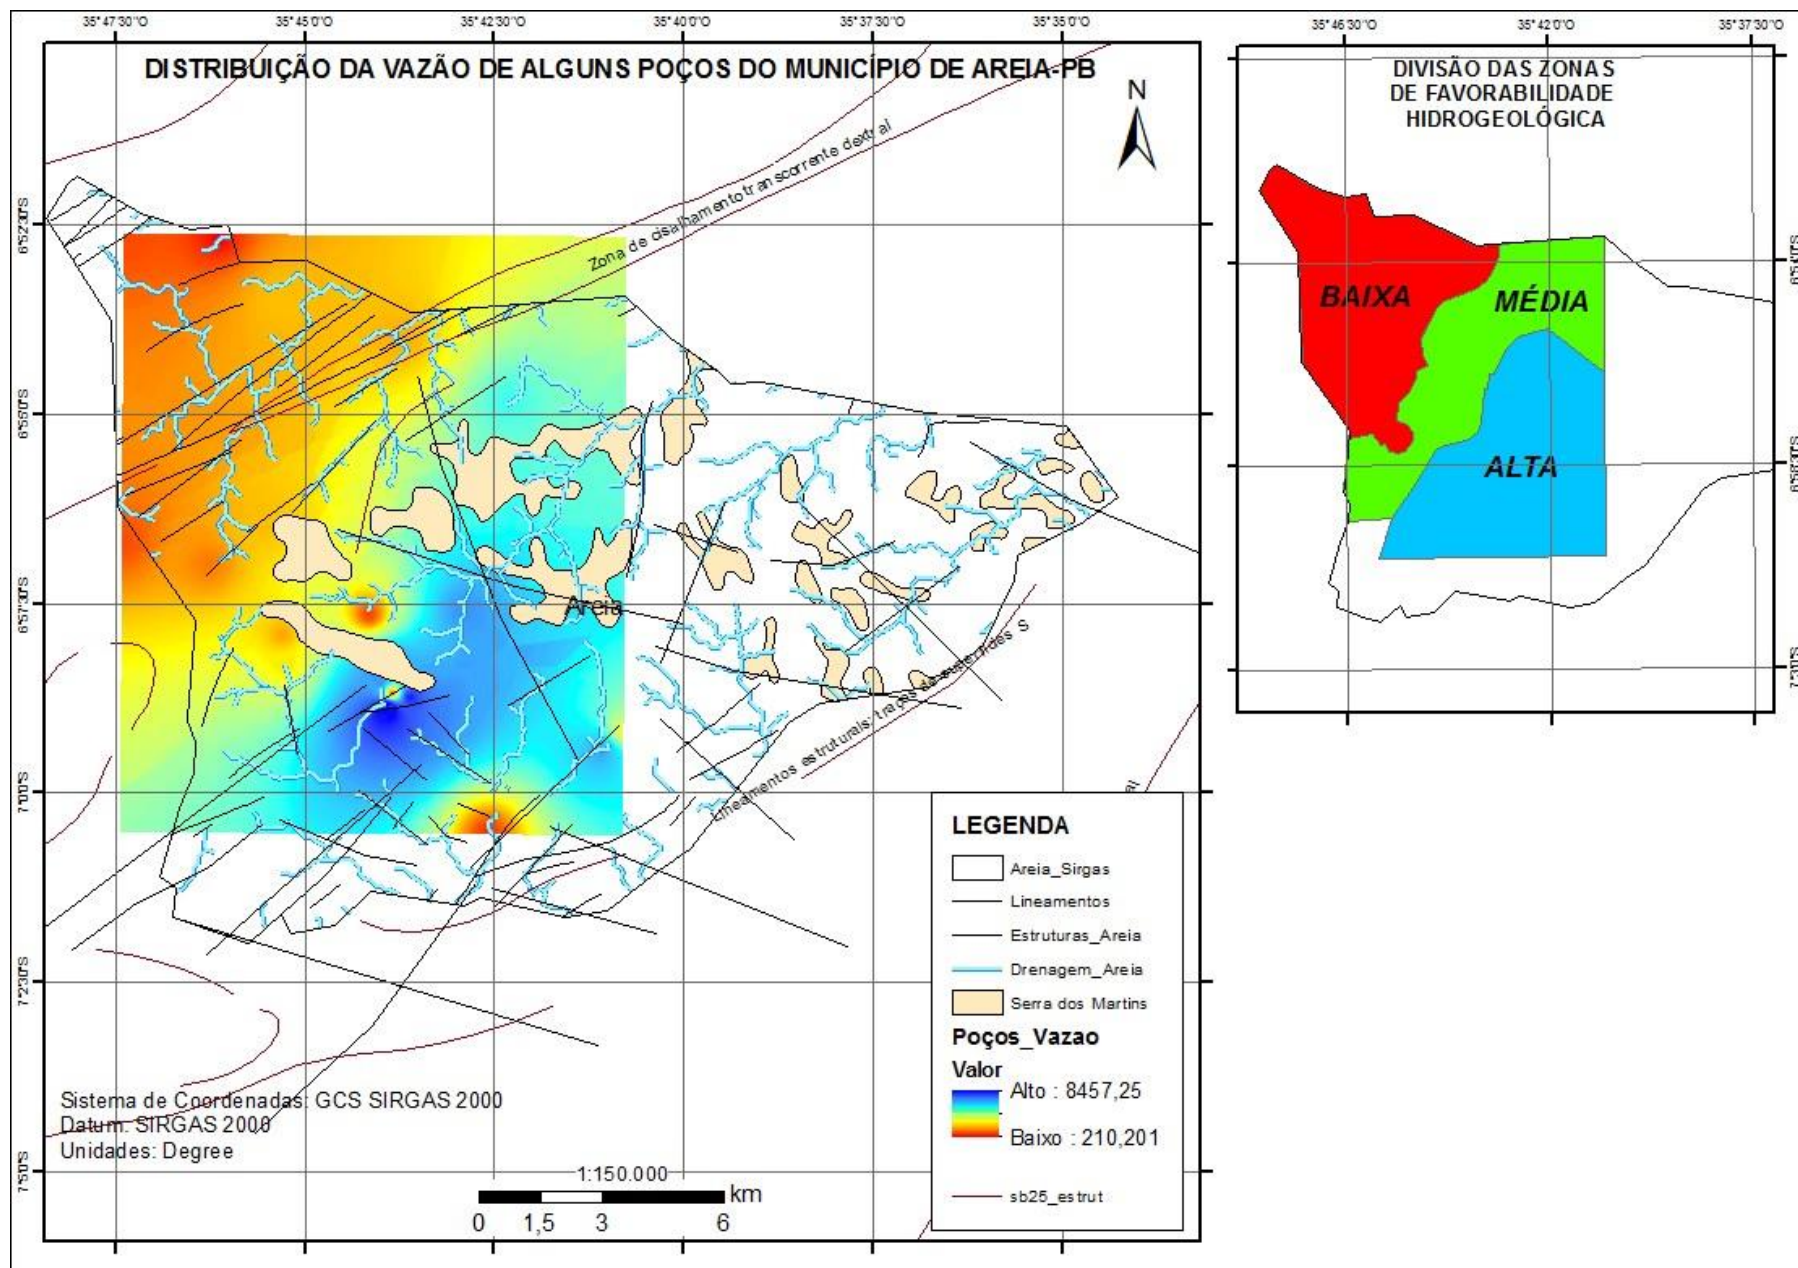 35°47'30"O 35°45'0"O 35°42'30"O 35°40'0"O 35°37'30"O 35°35'0"O
DISTRIBUIÇÃO DA VAZÃO DE ALGUNS POÇOS DO MUNICÍPIO DE AREIA-PB
N
Zona de cisalhamento transcorrente dextral
6°52'30"S
6°55'0"S
6°57'30"S
7°0'0"S
7°2'30"S
7°5'0"S
Areia
Lineamentos estruturais: traços de superfícies S
al
LEGENDA
Areia_Sirgas
Lineamentos
Estruturas_Areia
Drenagem_Areia
Serra dos Martins
Poços_Vazao
Valor
Alto : 8457,25
Baixo : 210,201
sb25_estrut
Sistema de Coordenadas: GCS SIRGAS 2000
Datum: SIRGAS 2000
Unidades: Degree
1:150.000
km
0 1,5 3 6
35°46'30"O 35°42'0"O 35°37'30"O
DIVISÃO DAS ZONAS
DE FAVORABILIDADE
HIDROGEOLÓGICA
BAIXA
MÉDIA
ALTA
6°54'0"S
6°58'30"S
7°3'0"S